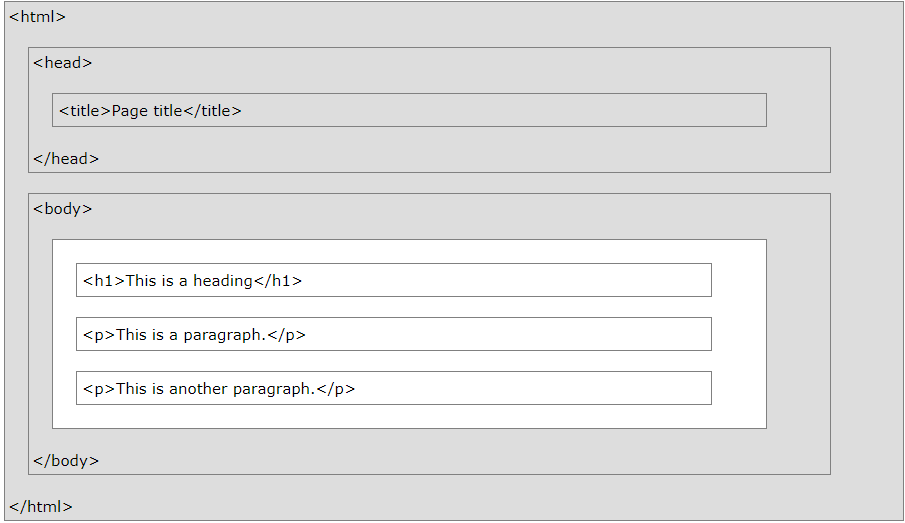 <html>
<head>
<title>Page title</title>
</head>
<body>
<h1>This is a heading</h1>
<p>This is a paragraph.</p>
<p>This is another paragraph.</p>
</body>
</html>